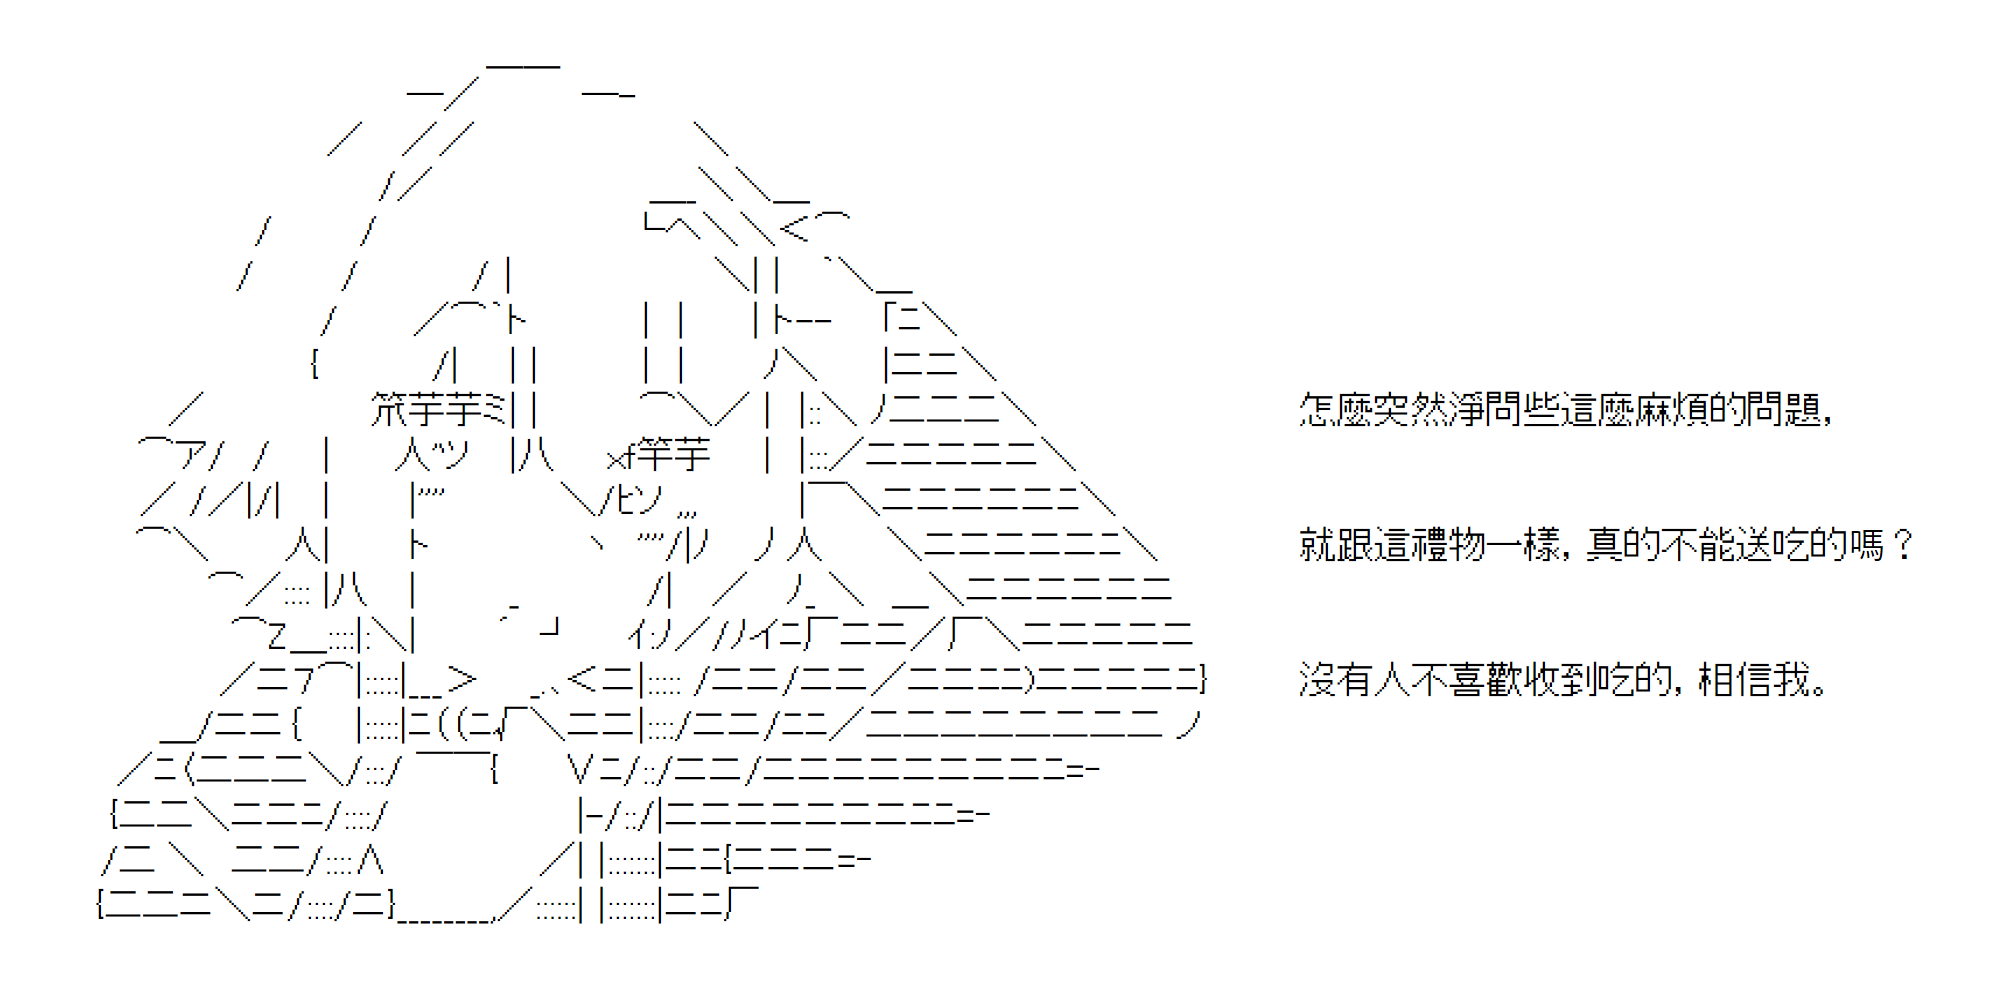 怎麼突然淨問些這麼麻煩的問題,
就跟這禮物一樣, 真的不能送吃的嗎？
沒有人不喜歡收到吃的, 相信我。